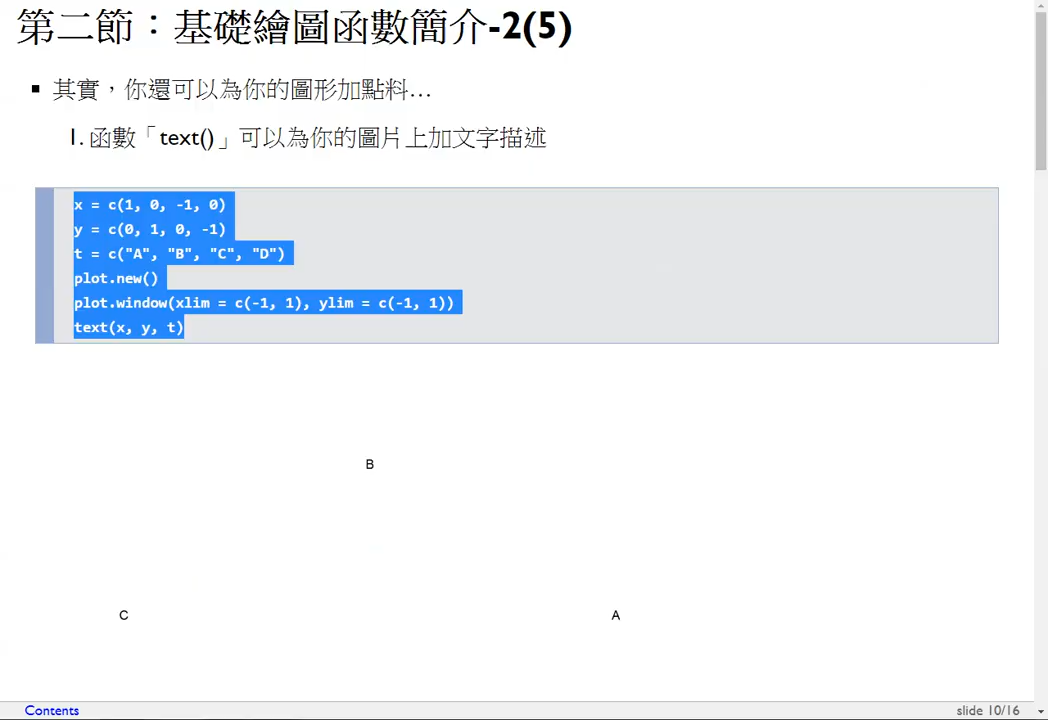 第二節：基礎繪圖函數簡介-2(5)
其實，你還可以為你的圖形加點料…
1. 函數「text()」可以為你的圖片上加文字描述
x = c(1, 0, -1, 0)
y = c(0, 1, 0, -1)
t = c("A", "B", "C", "D")
plot.new()
plot.window(xlim = c(-1, 1), ylim = c(-1, 1))
text(x, y, t)
B
C A
Contents slide 10/16